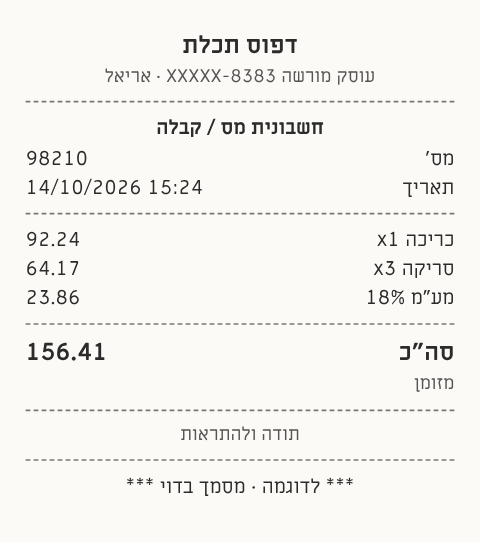 דפוס תכלת
עוסק מורשה XXXXX-8383 · אריאל
חשבונית מס / קבלה
מס׳ 98210
תאריך 14/10/2026 15:24
כריכה x1 92.24
סריקה x3 64.17
מע״מ 18% 23.86
סה״כ 156.41
מזומן
תודה ולהתראות
*** לדוגמה · מסמך בדוי ***